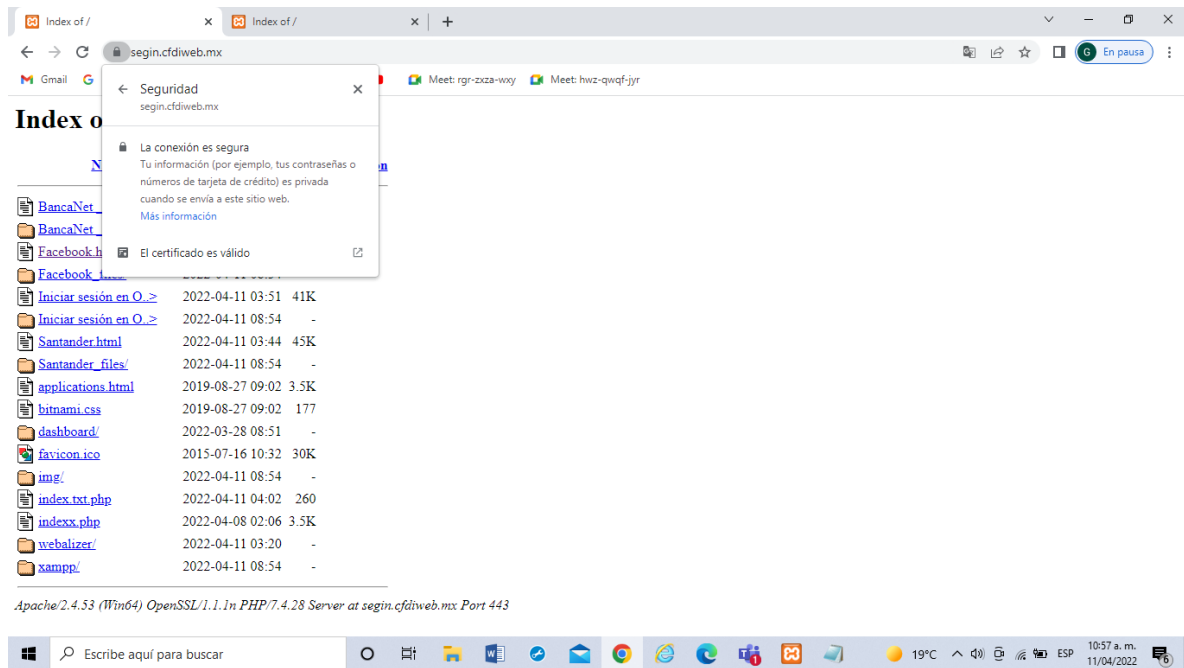 Index of /
Index of /
segin.cfdiweb.mx
G En pausa
Gmail G Meet: rgr-zxza-wxy Meet: hwz-qwqf-jyr
Seguridad
segin.cfdiweb.mx
La conexión es segura
Tu información (por ejemplo, tus contraseñas o
números de tarjeta de crédito) es privada
cuando se envía a este sitio web.
Más información
El certificado es válido
Index o
N n
BancaNet_
BancaNet_
Facebook.h
Iniciar sesión en O..> 2022-04-11 03:51 41K
Iniciar sesión en O..> 2022-04-11 08:54 -
Santander.html 2022-04-11 03:44 45K
Santander_files/ 2022-04-11 08:54 -
applications.html 2019-08-27 09:02 3.5K
bitnami.css 2019-08-27 09:02 177
dashboard/ 2022-03-28 08:51 -
favicon.ico 2015-07-16 10:32 30K
img/ 2022-04-11 08:54 -
index.txt.php 2022-04-11 04:02 260
indexx.php 2022-04-08 02:06 3.5K
webalizer/ 2022-04-11 03:20 -
xampp/ 2022-04-11 08:54 -
Apache/2.4.53 (Win64) OpenSSL/1.1.1n PHP/7.4.28 Server at segin.cfdiweb.mx Port 443
Escribe aquí para buscar
19°C ESP
10:57 a. m.
11/04/2022
6